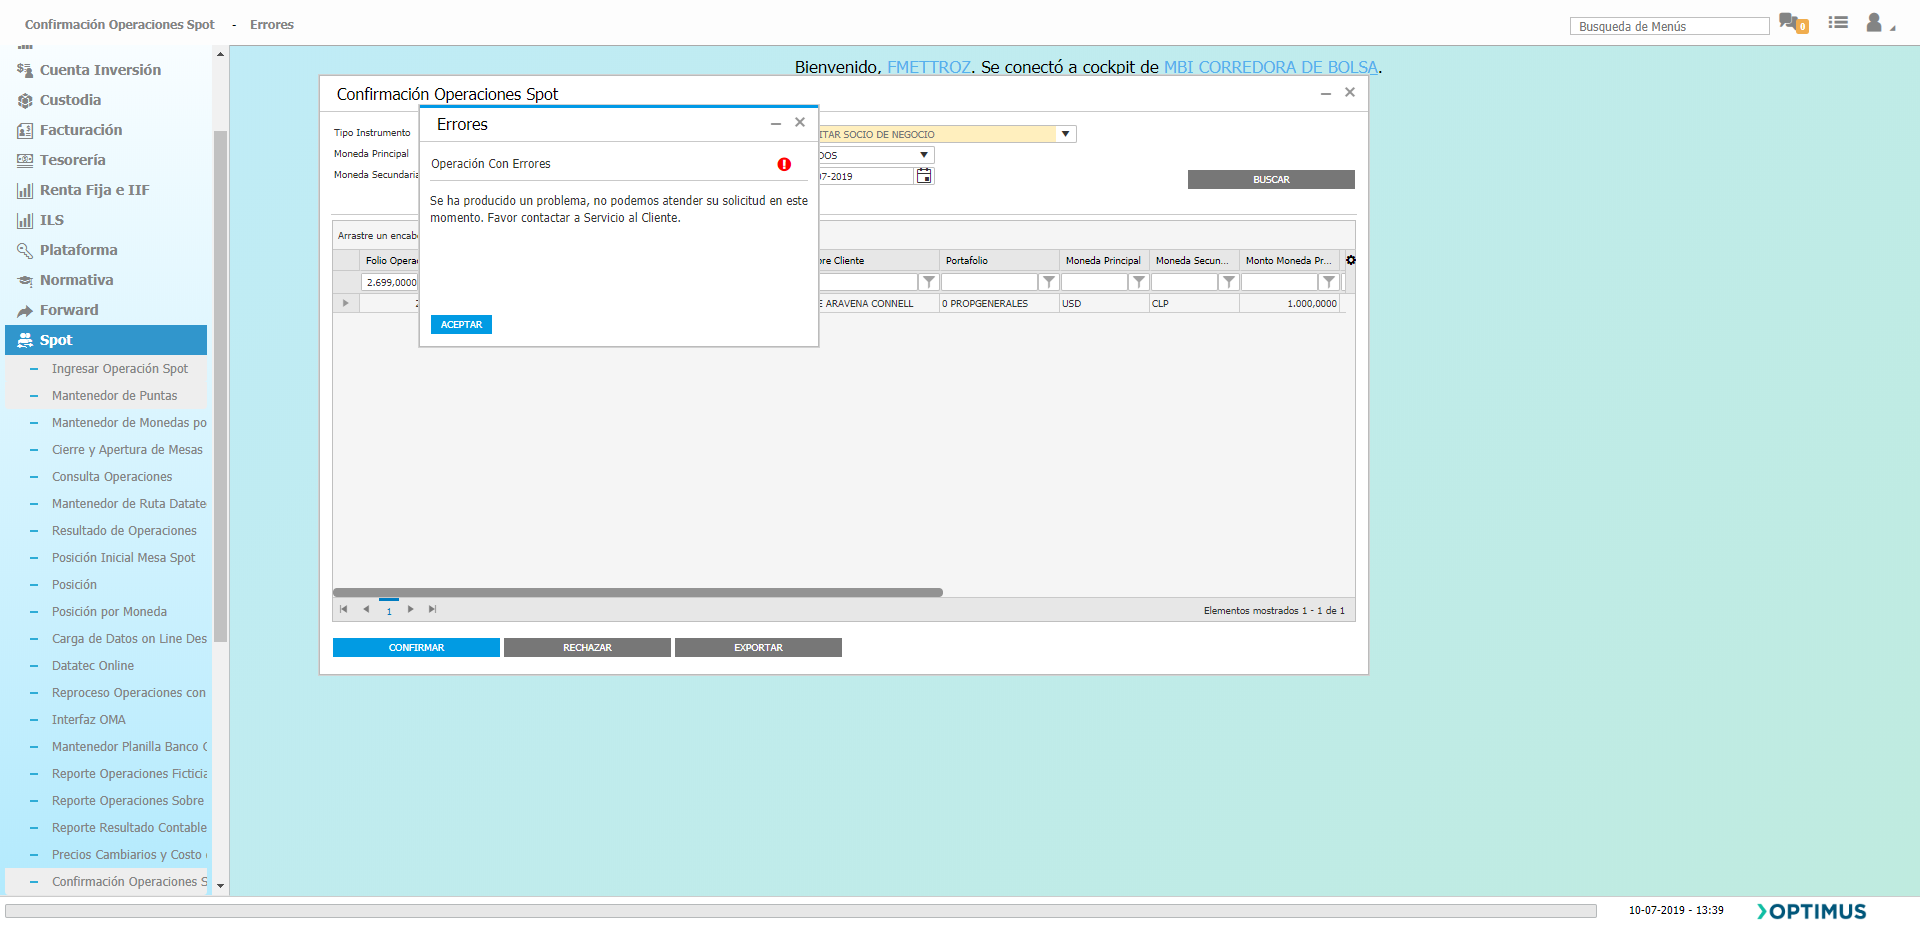 Confirmación Operaciones Spot - Errores
Busqueda de Menús
0
Cuenta Inversión
Custodia
Facturación
Tesorería
Renta Fija e IIF
ILS
Plataforma
Normativa
Forward
Spot
Ingresar Operación Spot
Mantenedor de Puntas
Mantenedor de Monedas po
Cierre y Apertura de Mesas
Consulta Operaciones
Mantenedor de Ruta Datate
Resultado de Operaciones
Posición Inicial Mesa Spot
Posición
Posición por Moneda
Carga de Datos on Line Des
Datatec Online
Reproceso Operaciones con
Interfaz OMA
Mantenedor Planilla Banco C
Reporte Operaciones Ficticia
Reporte Operaciones Sobre
Reporte Resultado Contable
Precios Cambiarios y Costo
Confirmación Operaciones S
Bienvenido, FMETTROZ. Se conectó a cockpit de MBI CORREDORA DE BOLSA.
Confirmación Operaciones Spot
Tipo Instrumento
ITAR SOCIO DE NEGOCIO
Moneda Principal
DOS
Moneda Secundaria
07-2019
BUSCAR
Errores
Operación Con Errores
Se ha producido un problema, no podemos atender su solicitud en este
momento. Favor contactar a Servicio al Cliente.
ACEPTAR
Arrastre un encab
Folio Opera
bre Cliente
Portafolio
Moneda Principal
Moneda Secun...
Monto Moneda Pr...
2.699,0000
2
E ARAVENA CONNELL
0 PROPGENERALES
USD
CLP
1.000,0000
1
Elementos mostrados 1 - 1 de 1
CONFIRMAR
RECHAZAR
EXPORTAR
10-07-2019 - 13:39
OPTIMUS